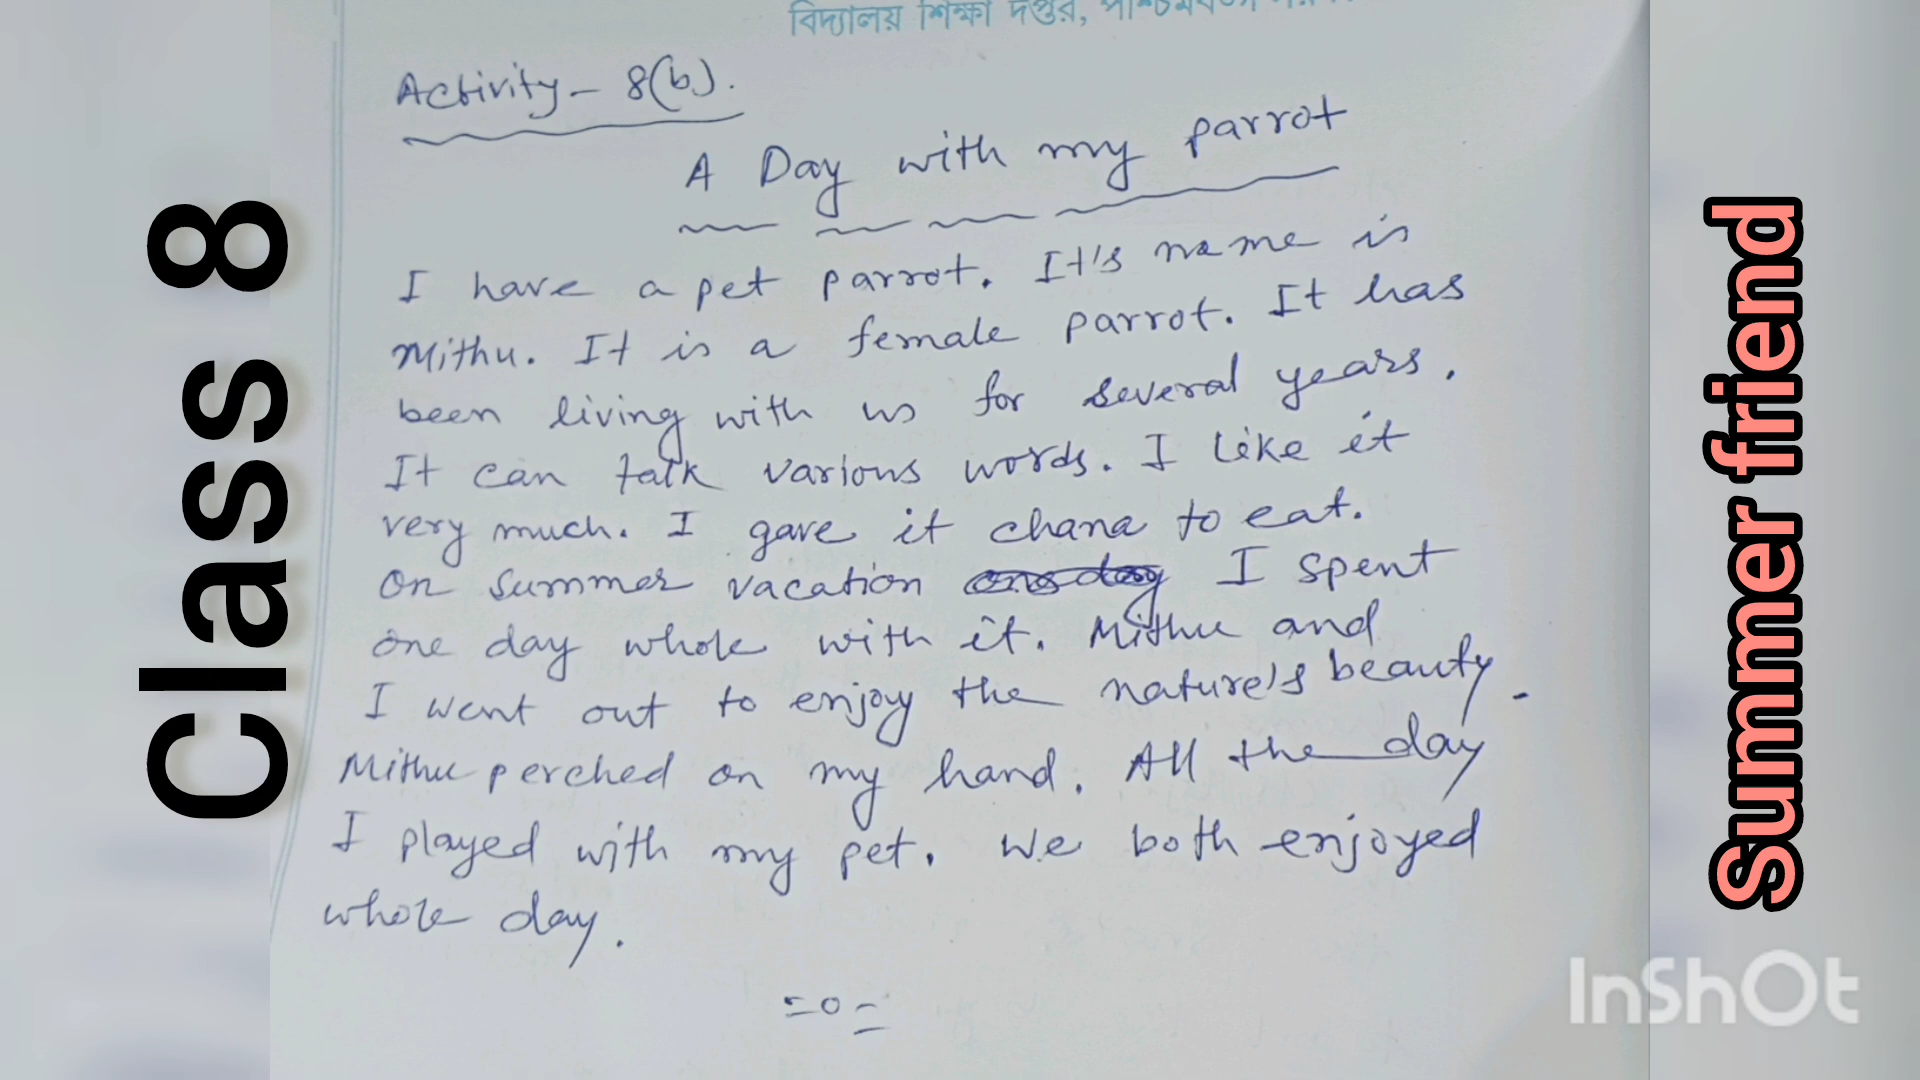 বিদ্যালয় শিক্ষা দপ্তর,
Activity - 8(b).
A Day with my parrot
I have a pet parrot. It's name is
Mithu. It is a female parrot. It has
been living with us for several years.
It can talk various words. I like it
very much. I gave it chana to eat.
On summer vacation one day I spent
one day whole with it. Mithu and
I went out to enjoy the nature's beauty.
Mithu perched on my hand. All the day
I played with my pet. We both enjoyed
whole day.
=0=
Class 8
Summer friend
InShOt